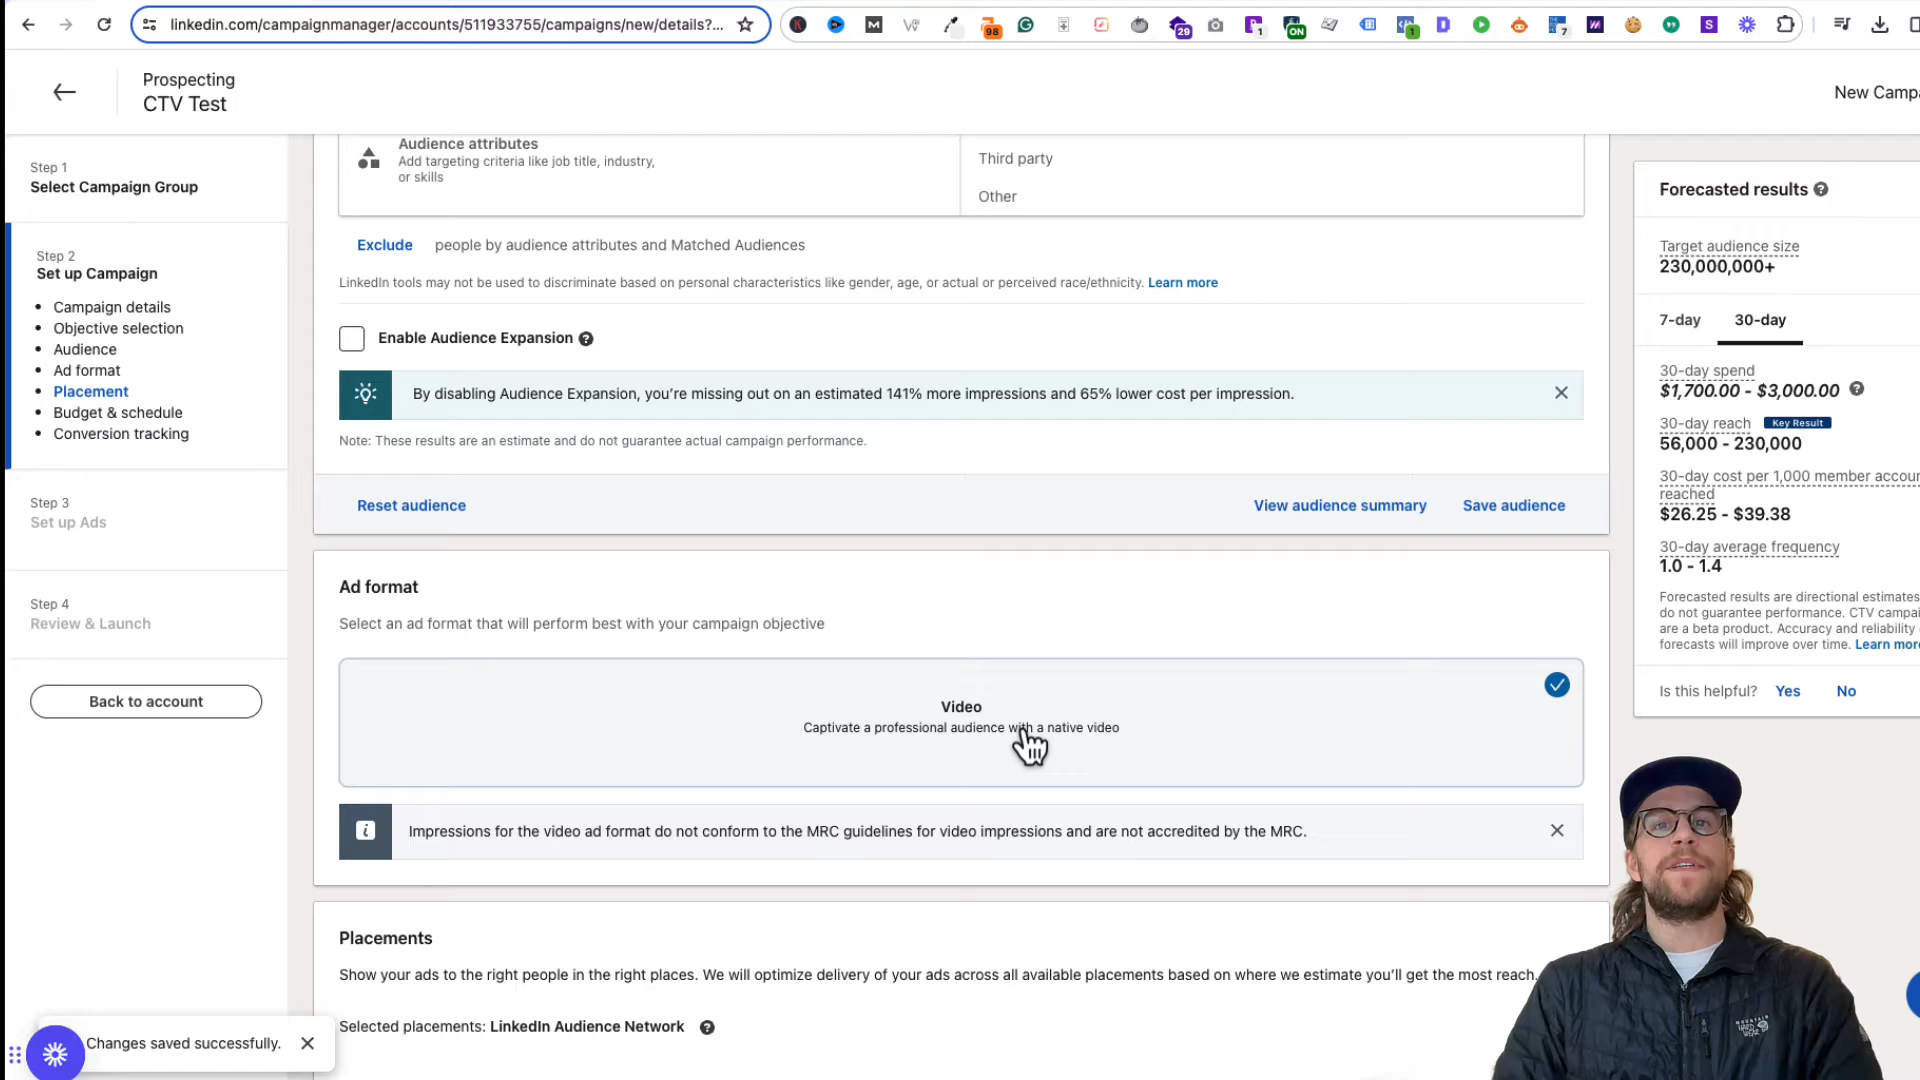 linkedin.com/campaignmanager/accounts/511933755/campaigns/new/details?...
98
29
1
ON
1
7
Prospecting
CTV Test
New Campa
Step 1
Select Campaign Group
Step 2
Set up Campaign
Campaign details
Objective selection
Audience
Ad format
Placement
Budget & schedule
Conversion tracking
Step 3
Set up Ads
Step 4
Review & Launch
Back to account
Changes saved successfully.
Audience attributes
Add targeting criteria like job title, industry,
or skills
Third party
Other
Exclude people by audience attributes and Matched Audiences
LinkedIn tools may not be used to discriminate based on personal characteristics like gender, age, or actual or perceived race/ethnicity. Learn more
Enable Audience Expansion
By disabling Audience Expansion, you're missing out on an estimated 141% more impressions and 65% lower cost per impression.
Note: These results are an estimate and do not guarantee actual campaign performance.
Reset audience
View audience summary
Save audience
Ad format
Select an ad format that will perform best with your campaign objective
Video
Captivate a professional audience with a native video
Impressions for the video ad format do not conform to the MRC guidelines for video impressions and are not accredited by the MRC.
Placements
Show your ads to the right people in the right places. We will optimize delivery of your ads across all available placements based on where we estimate you'll get the most reach.
Selected placements: LinkedIn Audience Network
Forecasted results
Target audience size
230,000,000+
7-day
30-day
30-day spend
$1,700.00 - $3,000.00
30-day reach Key Result
56,000 - 230,000
30-day cost per 1,000 member accoun
reached
$26.25 - $39.38
30-day average frequency
1.0 - 1.4
Forecasted results are directional estimates
do not guarantee performance. CTV campai
are a beta product. Accuracy and reliability
forecasts will improve over time. Learn more
Is this helpful? Yes No
MOUNTAIN
HARD WEAR